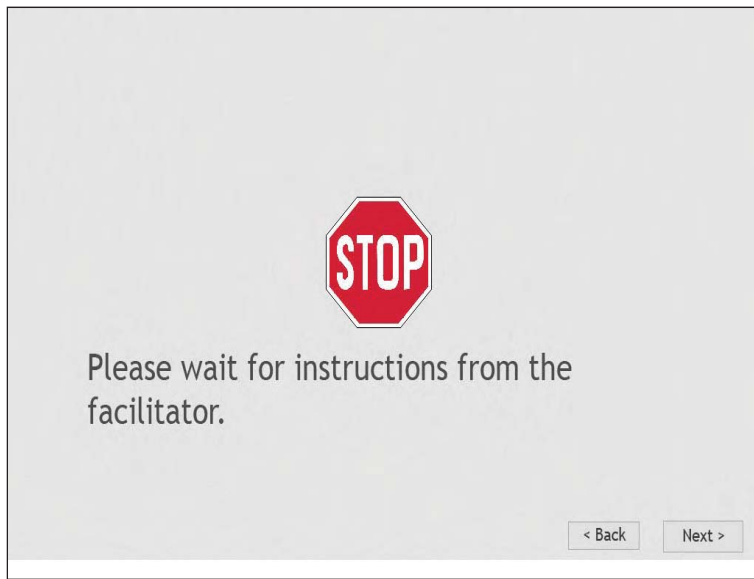 STOP
Please wait for instructions from the
facilitator.
< Back Next >